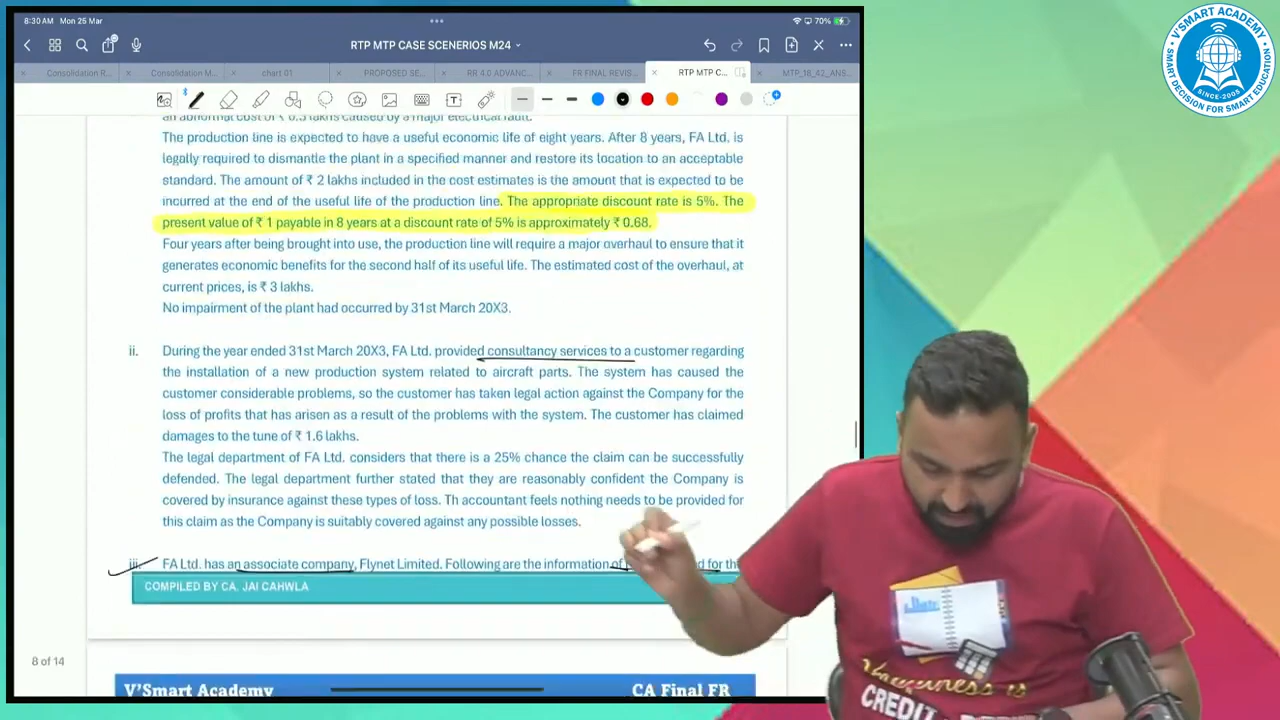 8:30 AM Mon 25 Mar
70%
RTP MTP CASE SCENERIOS M24
Consolidation R...
Consolidation M...
chart 01
PROPOSED SE...
RR 4.0 ADVANC...
FR FINAL REVIS...
RTP MTP C...
MTP_18_42_ANS...
an abnormal cost of ₹ 0.5 lakhs caused by a major electrical fault.
The production line is expected to have a useful economic life of eight years. After 8 years, FA Ltd. is
legally required to dismantle the plant in a specified manner and restore its location to an acceptable
standard. The amount of ₹ 2 lakhs included in the cost estimates is the amount that is expected to be
incurred at the end of the useful life of the production line. The appropriate discount rate is 5%. The
present value of ₹ 1 payable in 8 years at a discount rate of 5% is approximately ₹ 0.68.
Four years after being brought into use, the production line will require a major overhaul to ensure that it
generates economic benefits for the second half of its useful life. The estimated cost of the overhaul, at
current prices, is ₹ 3 lakhs.
No impairment of the plant had occurred by 31st March 20X3.
ii. During the year ended 31st March 20X3, FA Ltd. provided consultancy services to a customer regarding
the installation of a new production system related to aircraft parts. The system has caused the
customer considerable problems, so the customer has taken legal action against the Company for the
loss of profits that has arisen as a result of the problems with the system. The customer has claimed
damages to the tune of ₹ 1.6 lakhs.
The legal department of FA Ltd. considers that there is a 25% chance the claim can be successfully
defended. The legal department further stated that they are reasonably confident the Company is
covered by insurance against these types of loss. Th accountant feels nothing needs to be provided for
this claim as the Company is suitably covered against any possible losses.
iii. FA Ltd. has an associate company, Flynet Limited. Following are the information of
COMPILED BY CA. JAI CAHWLA
8 of 14
V'Smart Academy
CA Final FR
V'SMART ACADEMY
SMART DECISION FOR SMART EDUCATION
SINCE-2005
is
CREDIT